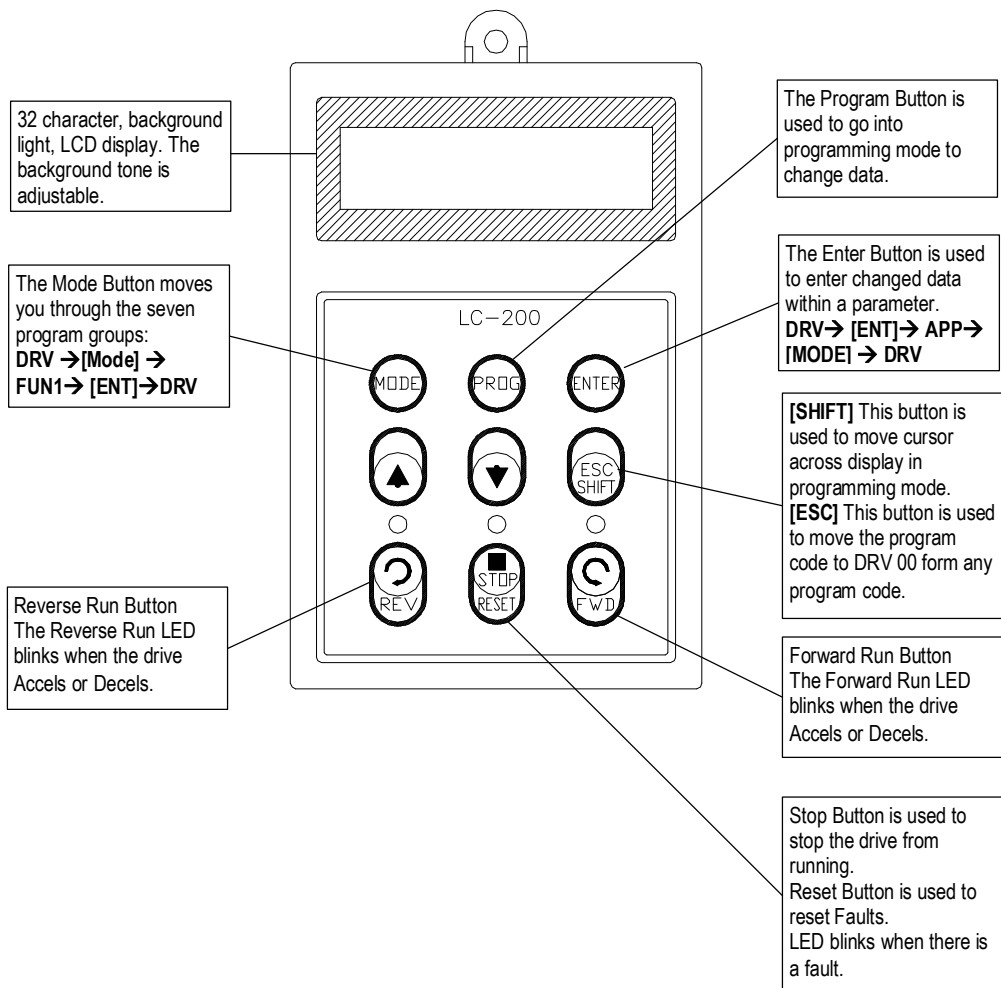 32 character, background
light, LCD display. The
background tone is
adjustable.
The Program Button is
used to go into
programming mode to
change data.
The Mode Button moves
you through the seven
program groups:
DRV →[Mode] →
FUN1→ [ENT]→DRV
The Enter Button is used
to enter changed data
within a parameter.
DRV→ [ENT]→ APP→
[MODE] → DRV
LC-200
MODE
PROG
ENTER
ESC
SHIFT
[SHIFT] This button is
used to move cursor
across display in
programming mode.
[ESC] This button is used
to move the program
code to DRV 00 form any
program code.
REV
STOP
RESET
FWD
Reverse Run Button
The Reverse Run LED
blinks when the drive
Accels or Decels.
Forward Run Button
The Forward Run LED
blinks when the drive
Accels or Decels.
Stop Button is used to
stop the drive from
running.
Reset Button is used to
reset Faults.
LED blinks when there is
a fault.